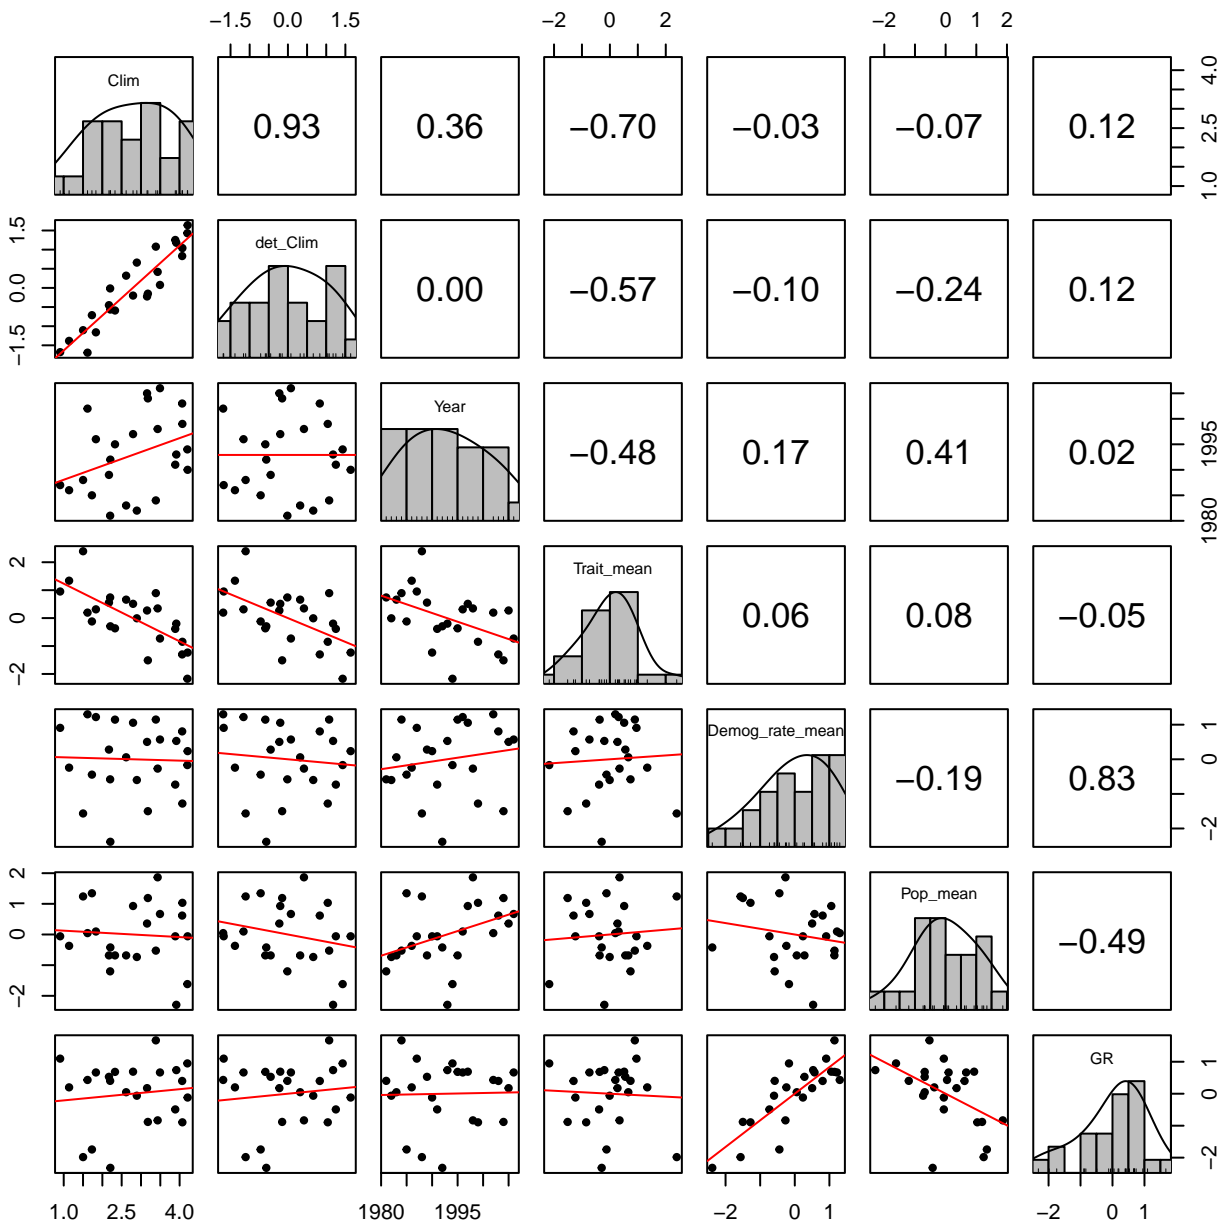 −1.5 0.0 1.5 −2 0 2 −2 −1 0 1 2
Clim 0.93 0.36 −0.70 −0.03 −0.07 0.12 1.0 2.5 4.0
−1.5 0.0 1.5 det_Clim 0.00 −0.57 −0.10 −0.24 0.12
Year −0.48 0.17 0.41 0.02 1980 1995
−2 0 2 Trait_mean 0.06 0.08 −0.05
Demog_rate_mean −0.19 0.83 −2 0 1
−2 0 1 2 Pop_mean −0.49
GR −2 0 1
1.0 2.5 4.0 1980 1995 −2 0 1 −2 0 1